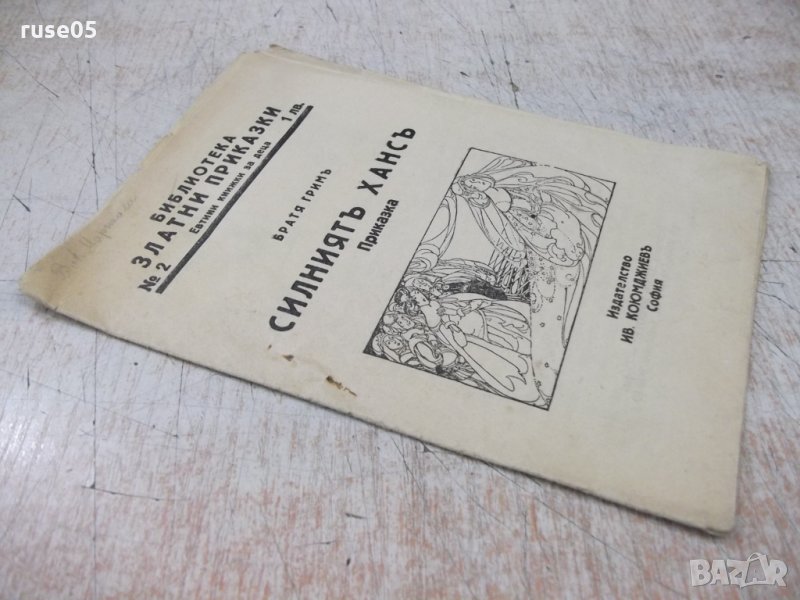 ruse05
БИБЛИОТЕКА
ЗЛАТНИ ПРИКАЗКИ
№ 2 Евтини книжки за деца 1 лв.
БРАТЯ ГРИМЪ
СИЛНИЯТЪ ХАНСЪ
Приказка
Издателство
ИВ. КОЮМДЖИЕВЪ
София
BAZAR